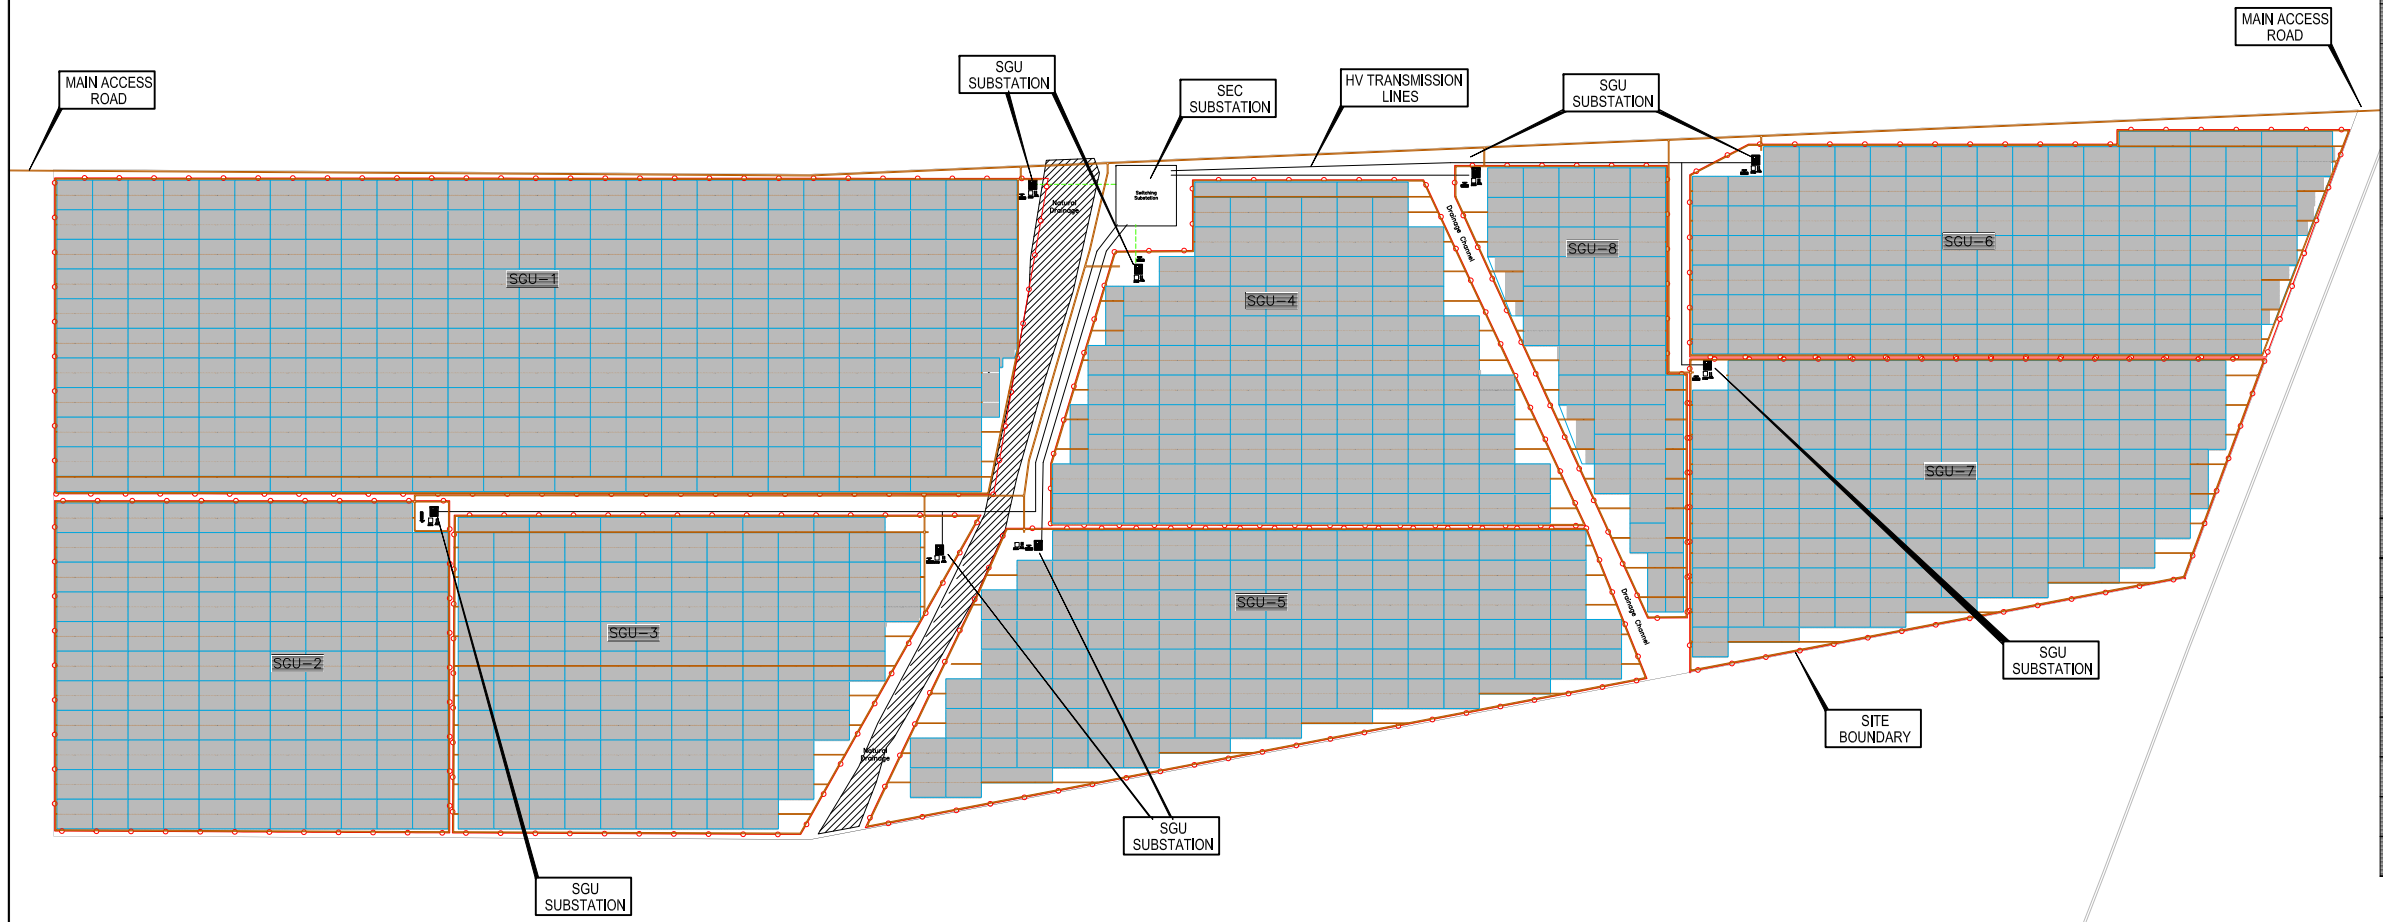 MAIN ACCESS
ROAD
MAIN ACCESS
ROAD
SGU
SUBSTATION
SEC
SUBSTATION
HV TRANSMISSION
LINES
SGU
SUBSTATION
Natural
Drainage
Switching
Substation
Drainage Channel
SGU-1
SGU-4
SGU-8
SGU-6
SGU-7
SGU-2
SGU-3
SGU-5
Drainage Channel
Natural
Drainage
SGU
SUBSTATION
SITE
BOUNDARY
SGU
SUBSTATION
SGU
SUBSTATION